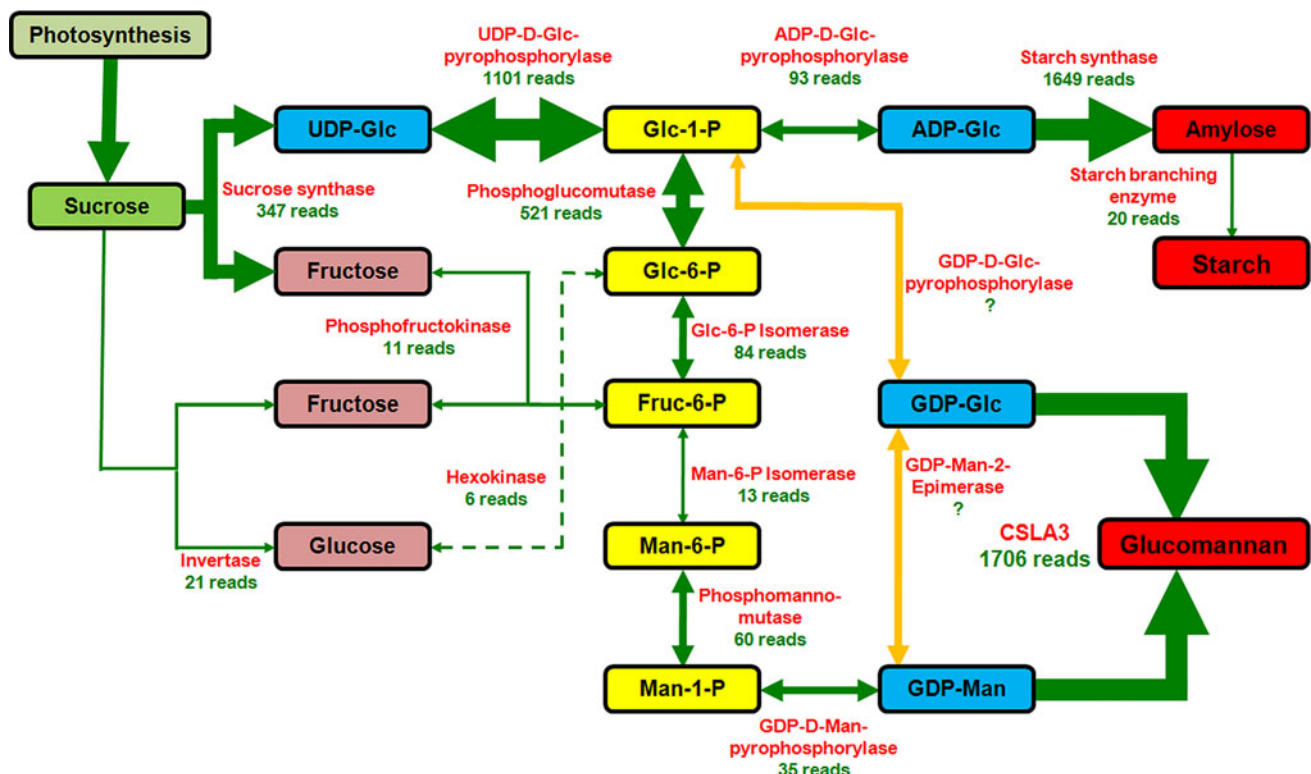 Photosynthesis
UDP-D-Glc-
pyrophosphorylase
1101 reads
ADP-D-Glc-
pyrophosphorylase
93 reads
Starch synthase
1649 reads
UDP-Glc
Glc-1-P
ADP-Glc
Amylose
Sucrose
Sucrose synthase
347 reads
Phosphoglucomutase
521 reads
Starch branching
enzyme
20 reads
Fructose
Glc-6-P
GDP-D-Glc-
pyrophosphorylase
?
Starch
Phosphofructokinase
11 reads
Glc-6-P Isomerase
84 reads
Fructose
Fruc-6-P
GDP-Glc
Hexokinase
6 reads
Man-6-P Isomerase
13 reads
GDP-Man-2-
Epimerase
?
Invertase
21 reads
Glucose
Man-6-P
CSLA3
1706 reads
Glucomannan
Phosphomanno-
mutase
60 reads
Man-1-P
GDP-Man
GDP-D-Man-
pyrophosphorylase
35 reads